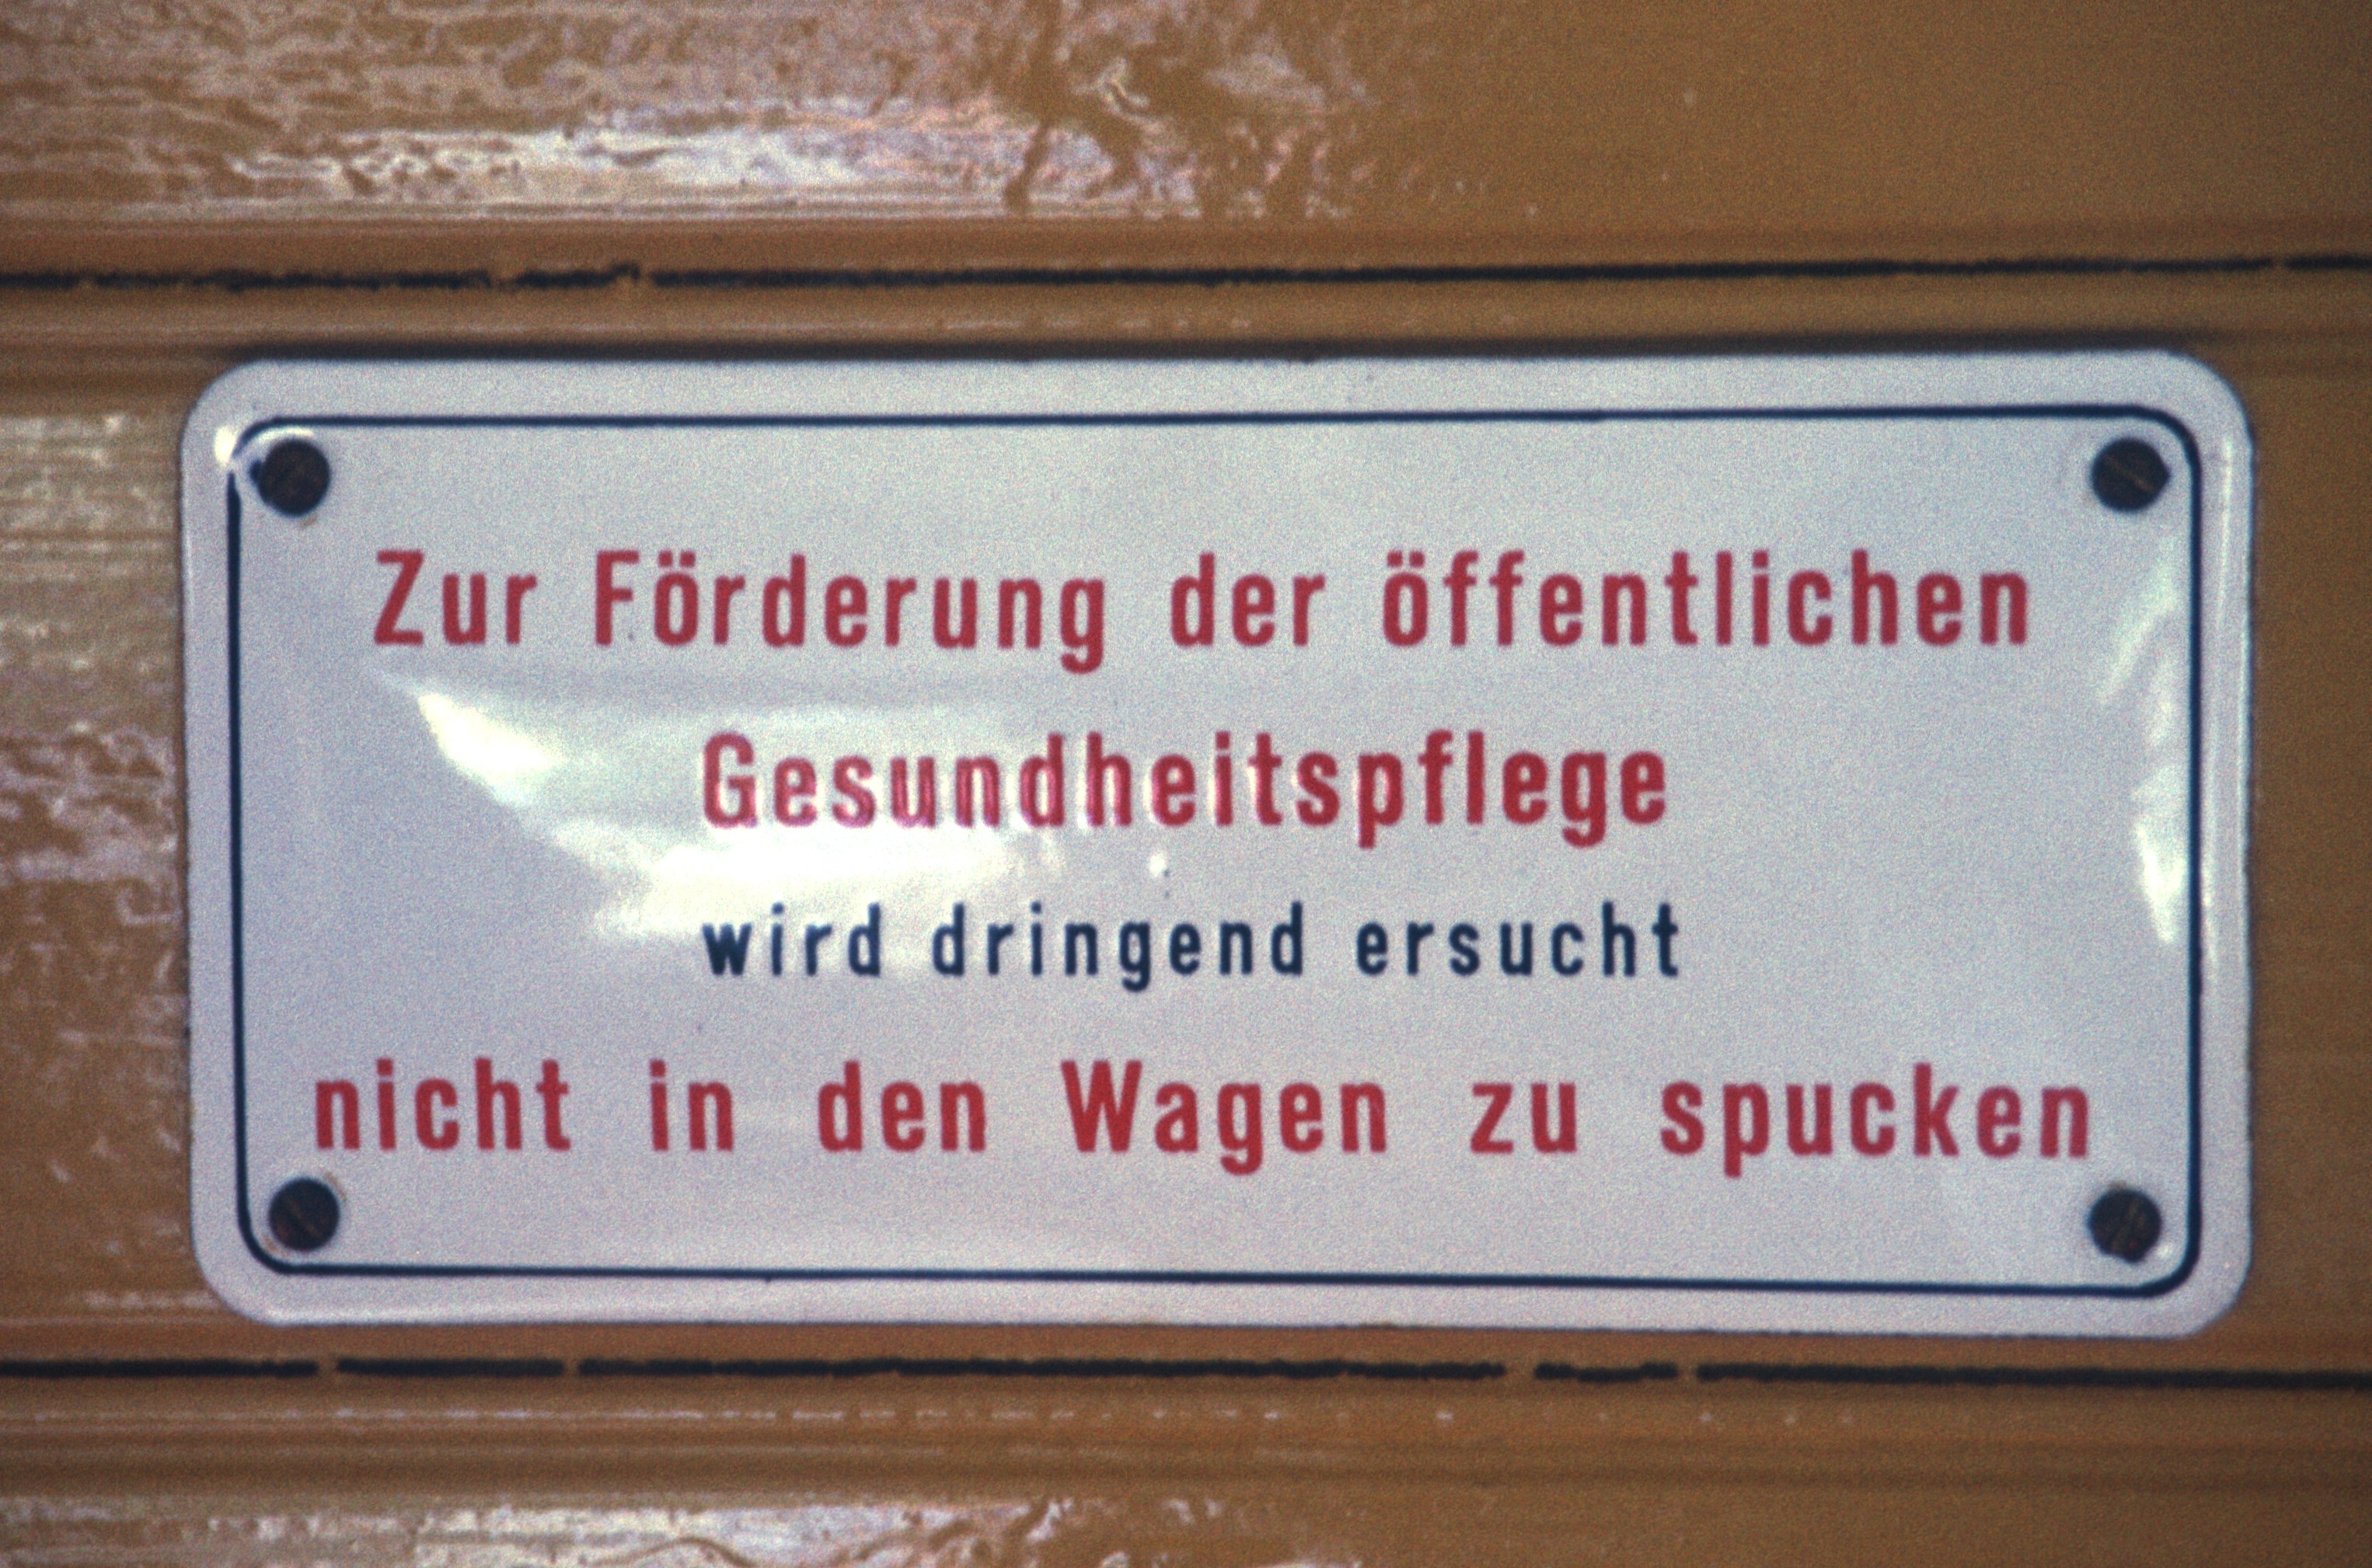 Zur Förderung der öffentlichen
Gesundheitspflege
wird dringend ersucht
nicht in den Wagen zu spucken